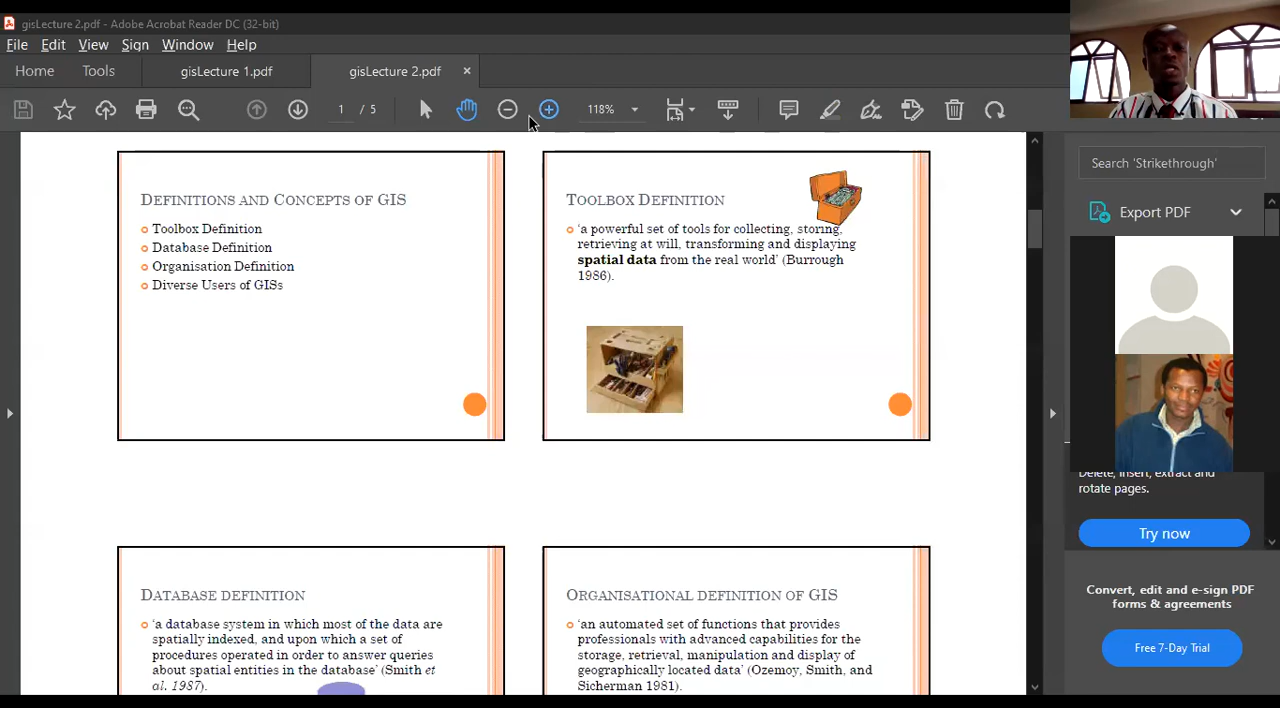 gisLecture 2.pdf - Adobe Acrobat Reader DC (32-bit)
File Edit View Sign Window Help
Home Tools gisLecture 1.pdf gisLecture 2.pdf ×
1 / 5 118%
DEFINITIONS AND CONCEPTS OF GIS
Toolbox Definition
Database Definition
Organisation Definition
Diverse Users of GISs
TOOLBOX DEFINITION
‘a powerful set of tools for collecting, storing,
retrieving at will, transforming and displaying
spatial data from the real world’ (Burrough
1986).
DATABASE DEFINITION
‘a database system in which most of the data are
spatially indexed, and upon which a set of
procedures operated in order to answer queries
about spatial entities in the database’ (Smith et
al. 1987).
ORGANISATIONAL DEFINITION OF GIS
‘an automated set of functions that provides
professionals with advanced capabilities for the
storage, retrieval, manipulation and display of
geographically located data’ (Ozemoy, Smith, and
Sicherman 1981).
Search 'Strikethrough'
Export PDF
Delete, insert, extract and
rotate pages.
Try now
Convert, edit and e-sign PDF
forms & agreements
Free 7-Day Trial